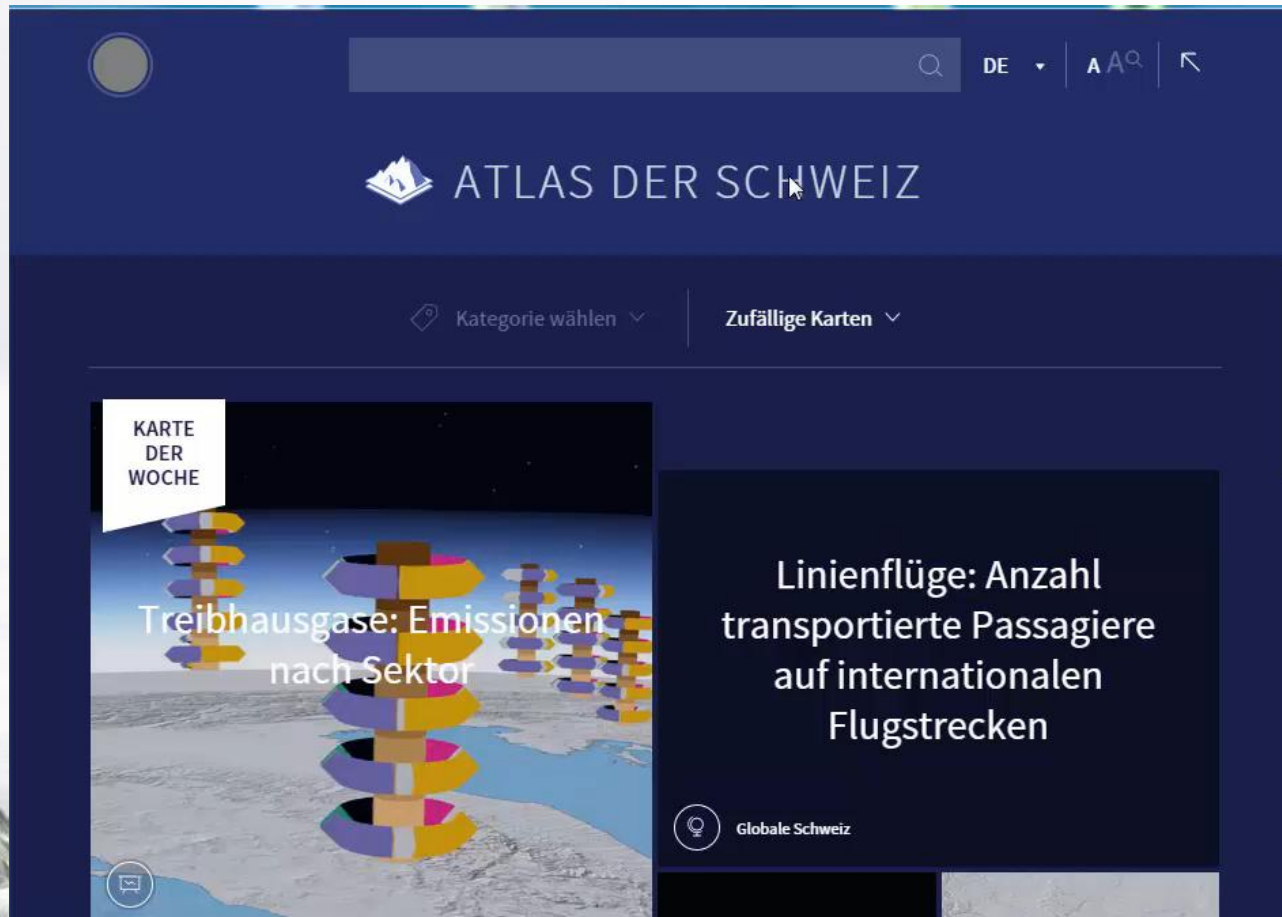 DE
A A
ATLAS DER SCHWEIZ
Kategorie wählen
Zufällige Karten
KARTE
DER
WOCHE
Treibhausgase: Emissionen
nach Sektor
Linienflüge: Anzahl
transportierte Passagiere
auf internationalen
Flugstrecken
Globale Schweiz